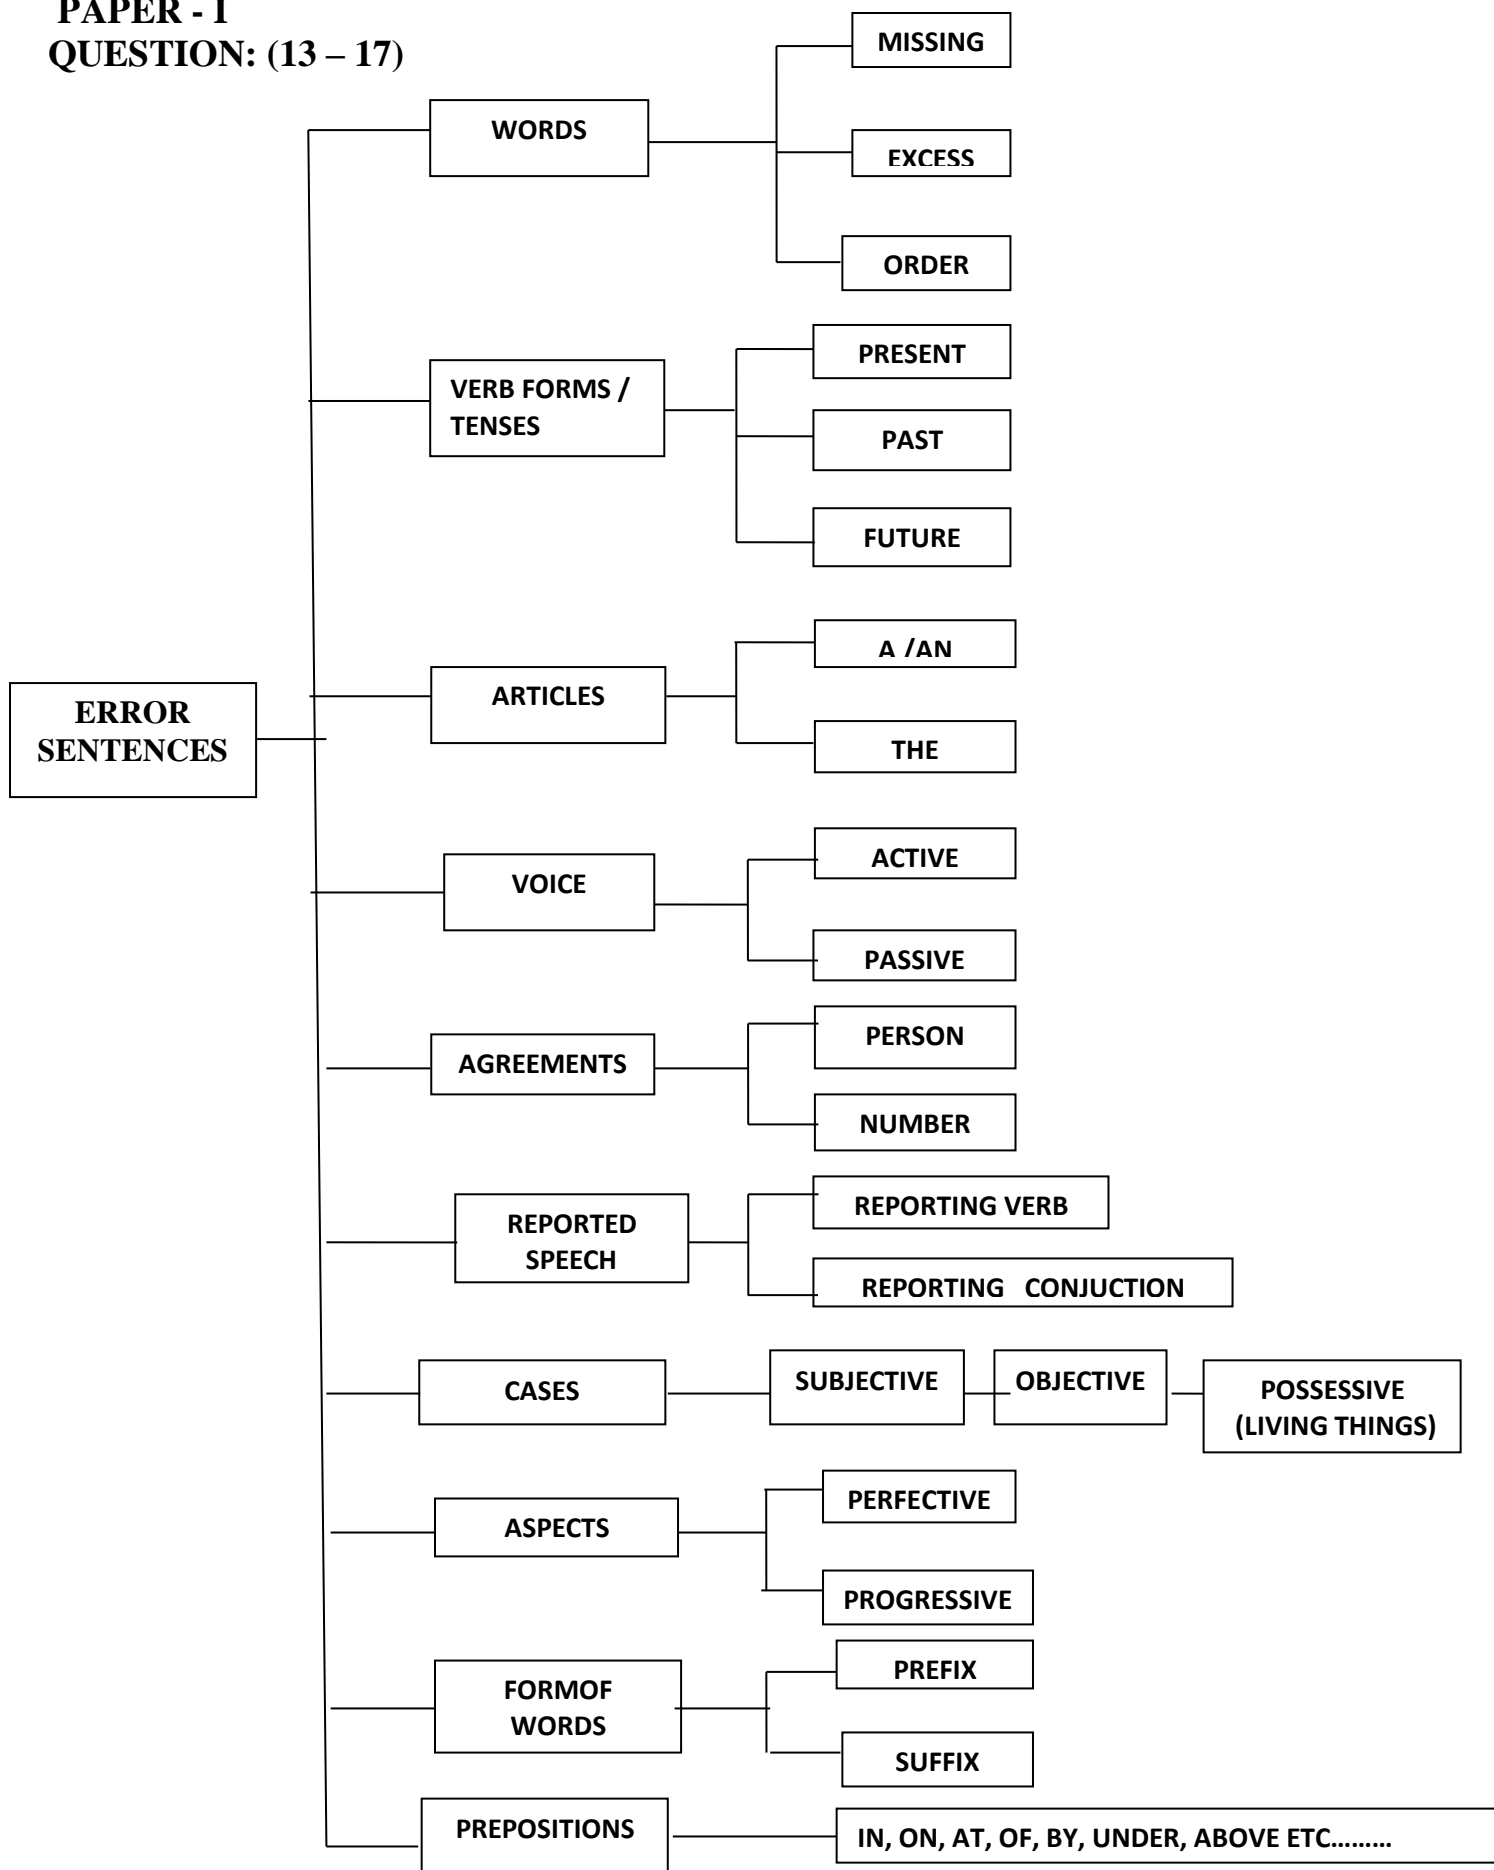 PAPER - I
QUESTION: (13 – 17)
MISSING
WORDS
EXCESS
ORDER
PRESENT
VERB FORMS /
TENSES
PAST
FUTURE
A /AN
ARTICLES
THE
ERROR
SENTENCES
ACTIVE
VOICE
PASSIVE
PERSON
AGREEMENTS
NUMBER
REPORTING VERB
REPORTED
SPEECH
REPORTING CONJUCTION
CASES
SUBJECTIVE
OBJECTIVE
POSSESSIVE
(LIVING THINGS)
PERFECTIVE
ASPECTS
PROGRESSIVE
PREFIX
FORMOF
WORDS
SUFFIX
PREPOSITIONS
IN, ON, AT, OF, BY, UNDER, ABOVE ETC.........